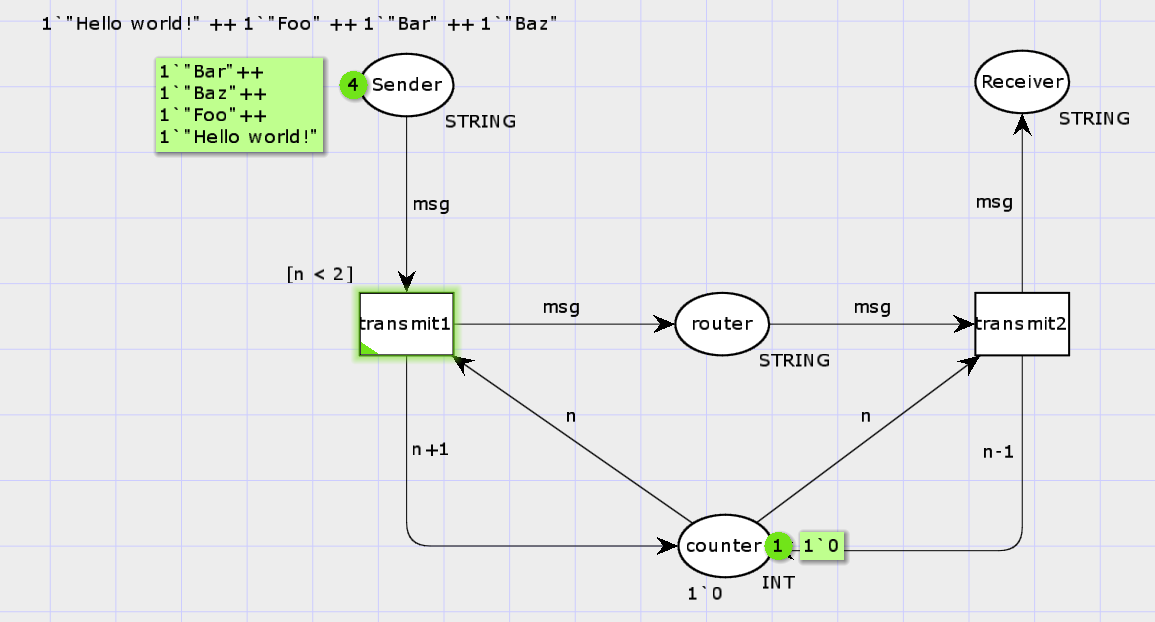 1`"Hello world!" ++ 1`"Foo" ++ 1`"Bar" ++ 1`"Baz"
1`"Bar"++
1`"Baz"++
1`"Foo"++
1`"Hello world!"
4
Sender
STRING
Receiver
STRING
msg
msg
[n < 2]
transmit1
msg
router
STRING
msg
transmit2
n
n
n+1
n-1
counter
1
1`0
INT
1`0